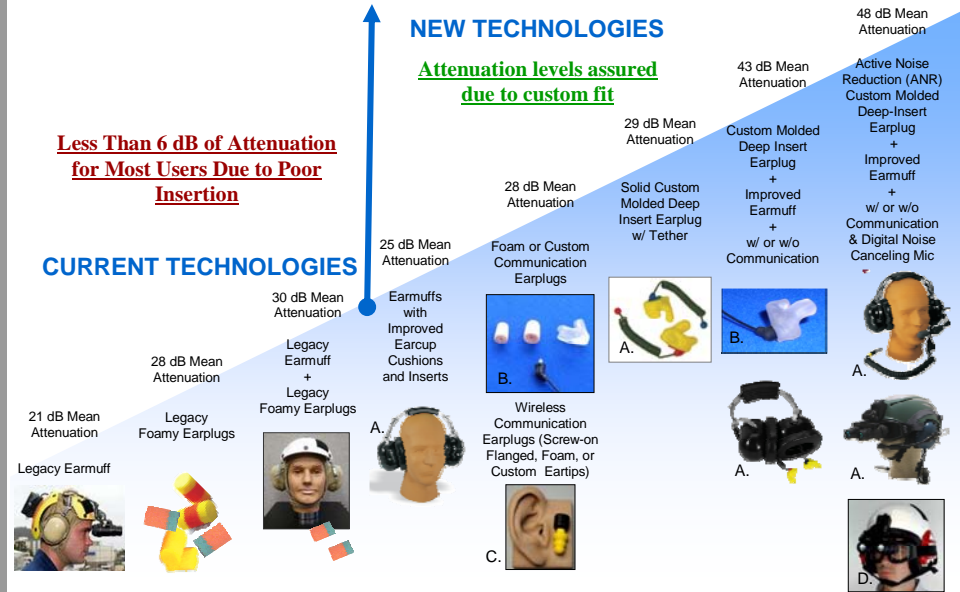 NEW TECHNOLOGIES
Attenuation levels assured
due to custom fit
Less Than 6 dB of Attenuation
for Most Users Due to Poor
Insertion
CURRENT TECHNOLOGIES
21 dB Mean
Attenuation
Legacy Earmuff
28 dB Mean
Attenuation
Legacy
Foamy Earplugs
30 dB Mean
Attenuation
Legacy
Earmuff
+
Legacy
Foamy Earplugs
25 dB Mean
Attenuation
Earmuffs
with
Improved
Earcup
Cushions
and Inserts
A.
28 dB Mean
Attenuation
Foam or Custom
Communication
Earplugs
B.
Wireless
Communication
Earplugs (Screw-on
Flanged, Foam, or
Custom Eartips)
C.
29 dB Mean
Attenuation
Solid Custom
Molded Deep
Insert Earplug
w/ Tether
A.
43 dB Mean
Attenuation
Custom Molded
Deep Insert
Earplug
+
Improved
Earmuff
+
w/ or w/o
Communication
B.
A.
48 dB Mean
Attenuation
Active Noise
Reduction (ANR)
Custom Molded
Deep-Insert
Earplug
+
Improved
Earmuff
+
w/ or w/o
Communication
& Digital Noise
Canceling Mic
A.
A.
D.